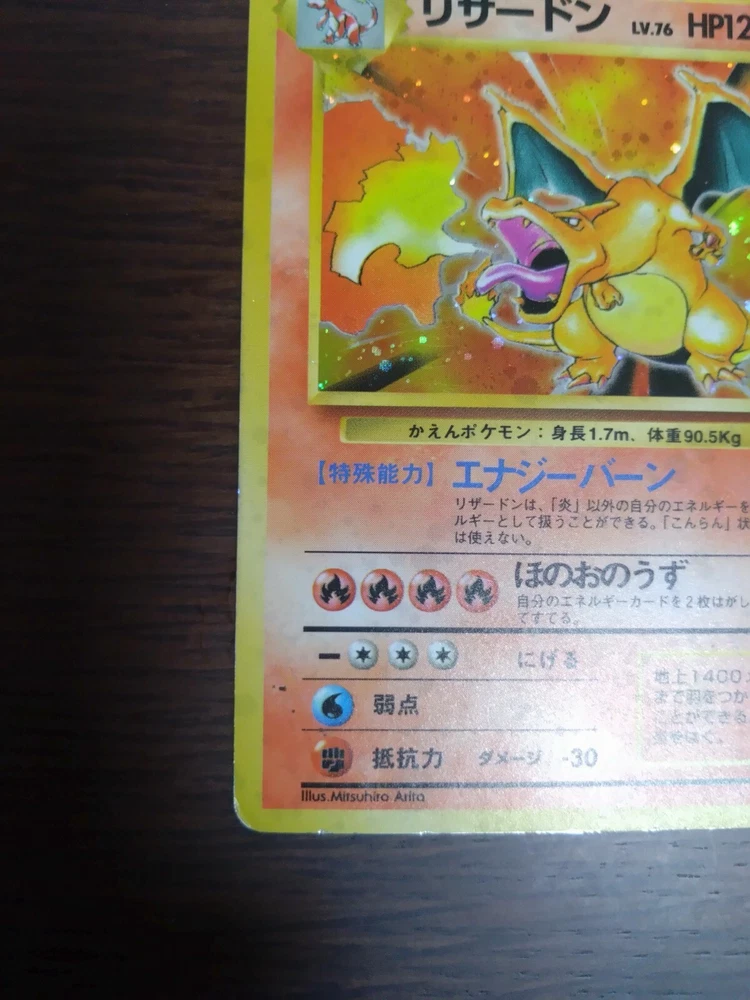 リザードン LV.76 HP12
かえんポケモン：身長1.7m、体重90.5Kg
【特殊能力】エナジーバーン
リザードンは、「炎」以外の自分のエネルギーを
ルギーとして扱うことができる。「こんらん」状
は使えない。
ほのおのうず
自分のエネルギーカードを２枚はがし
てすてる。
ー にげる
弱点
抵抗力 ダメージ -30
地上1400
まで羽をつか
ことができる
Illus.Mitsuhiro Arita